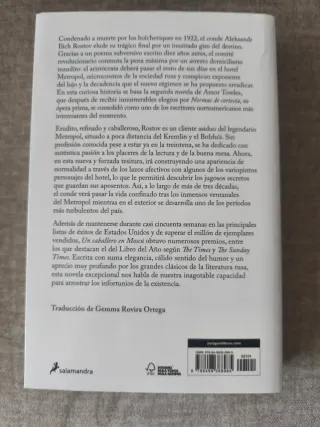 Condenado a muerte por los bolcheviques en 1922, el conde Aleksandr
Ilich Rostov elude su trágico final por un inusitado giro del destino.
Gracias a un poema subversivo escrito diez años antes, el comité
revolucionario conmuta la pena máxima por un arresto domiciliario
inaudito: el aristócrata deberá pasar el resto de sus días en el hotel
Metropol, microcosmos de la sociedad rusa y conspicuo exponente
del lujo y la decadencia que el nuevo régimen se ha propuesto erradicar.
En esta curiosa historia se basa la segunda novela de Amor Towles,
que después de recibir innumerables elogios por Normas de cortesía, su
ópera prima, se consolidó como uno de los escritores norteamericanos más
interesantes del momento.
Erudito, refinado y caballeroso, Rostov es un cliente asiduo del legendario
Metropol, situado a poca distancia del Kremlin y el Bolshói. Sin
profesión conocida pese a estar ya en la treintena, se ha dedicado con
auténtica pasión a los placeres de la lectura y de la buena mesa. Ahora,
en esta nueva y forzada tesitura, irá construyendo una apariencia de
normalidad a través de los lazos afectivos con algunos de los variopintos
personajes del hotel, lo que le permitirá descubrir los jugosos secretos
que guardan sus aposentos. Así, a lo largo de más de tres décadas,
el conde verá pasar la vida confinado tras los inmensos ventanales
del Metropol mientras en el exterior se desarrolla uno de los períodos
más turbulentos del país.
Además de mantenerse durante casi cincuenta semanas en las principales
listas de éxitos de Estados Unidos y de superar el millón de ejemplares
vendidos, Un caballero en Moscú obtuvo numerosos premios, entre
los que destacan el del Libro del Año según The Times y The Sunday
Times. Escrita con suma elegancia, cálido sentido del humor y un
aprecio muy profundo por los grandes clásicos de la literatura rusa,
esta novela excepcional nos habla de nuestra inagotable capacidad
para arrostrar los infortunios de la existencia.
Traducción de Gemma Rovira Ortega
salamandra
FSC